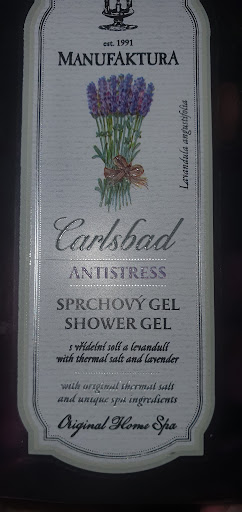 est. 1991
MANUFAKTURA
Lavandula angustifolia
Carlsbad
ANTISTRESS
SPRCHOVÝ GEL
SHOWER GEL
s vřídelní solí a levandulí
with thermal salt and lavender
with original thermal salt
and unique spa ingredients
Original Home Spa